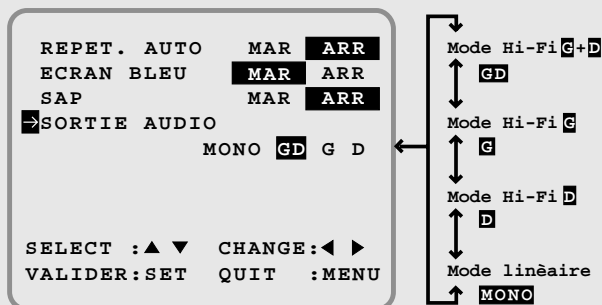 REPET. AUTO MAR ARR
ECRAN BLEU MAR ARR
SAP MAR ARR
→SORTIE AUDIO
MONO GD G D
SELECT :▲ ▼ CHANGE:◀ ▶
VALIDER:SET QUIT :MENU
Mode Hi-Fi G+D
GD
Mode Hi-Fi G
G
Mode Hi-Fi D
D
Mode linèaire
MONO